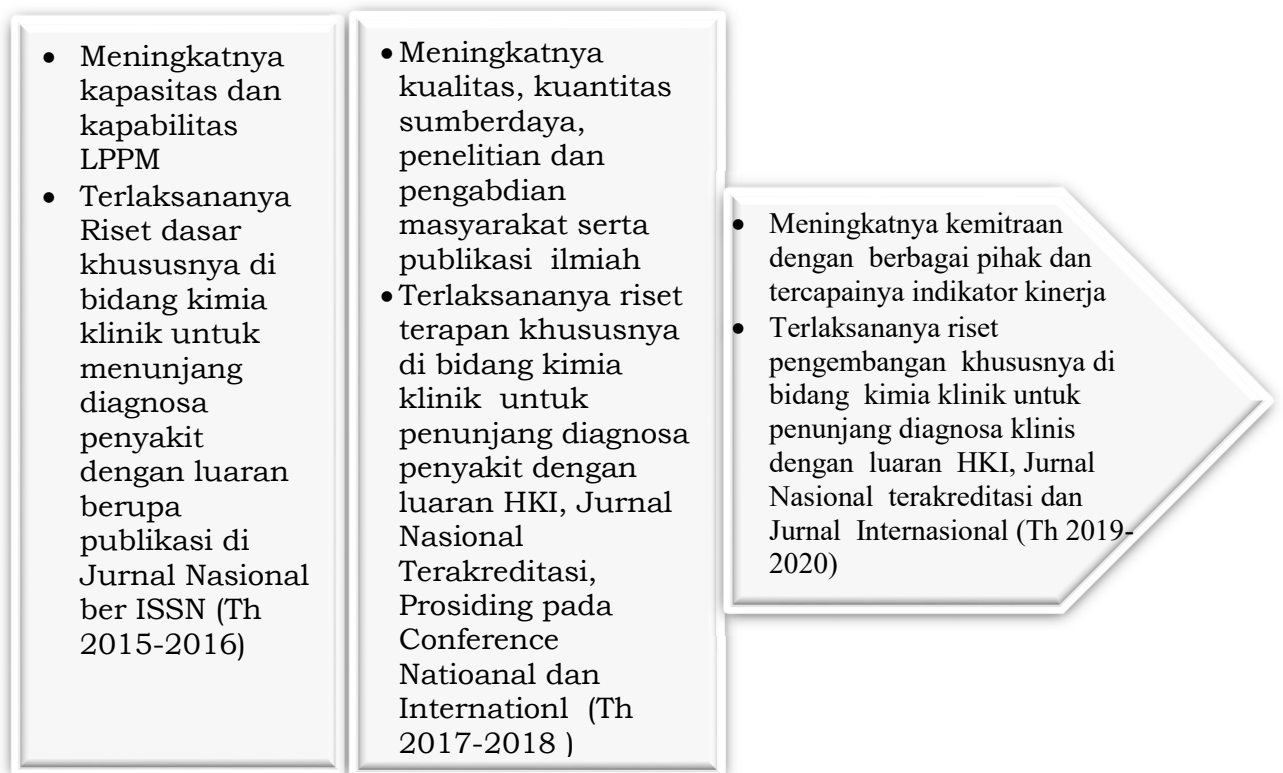 • Meningkatnya
kapasitas dan
kapabilitas
LPPM
• Terlaksananya
Riset dasar
khususnya di
bidang kimia
klinik untuk
menunjang
diagnosa
penyakit
dengan luaran
berupa
publikasi di
Jurnal Nasional
ber ISSN (Th
2015-2016)
• Meningkatnya
kualitas, kuantitas
sumberdaya,
penelitian dan
pengabdian
masyarakat serta
publikasi ilmiah
• Terlaksananya riset
terapan khususnya
di bidang kimia
klinik untuk
penunjang diagnosa
penyakit dengan
luaran HKI, Jurnal
Nasional
Terakreditasi,
Prosiding pada
Conference
Natioanal dan
Internationl (Th
2017-2018 )
• Meningkatnya kemitraan
dengan berbagai pihak dan
tercapainya indikator kinerja
• Terlaksananya riset
pengembangan khususnya di
bidang kimia klinik untuk
penunjang diagnosa klinis
dengan luaran HKI, Jurnal
Nasional terakreditasi dan
Jurnal Internasional (Th 2019-
2020)